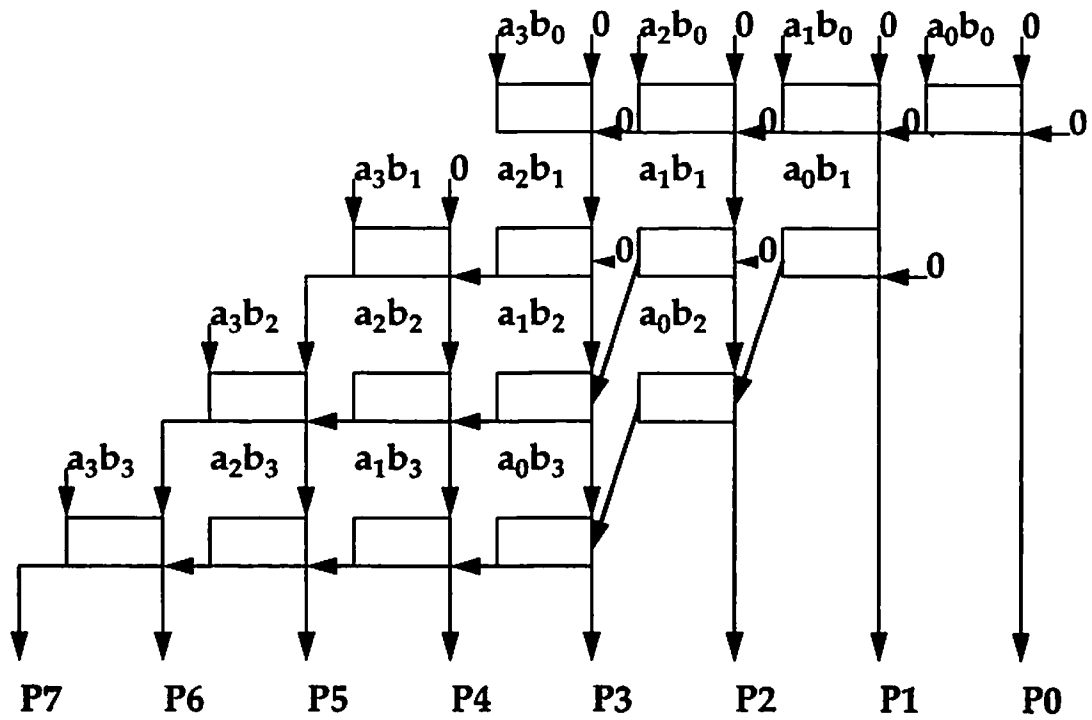 a₃b₀ 0 a₂b₀ 0 a₁b₀ 0 a₀b₀ 0
0 0 0 0
a₃b₁ 0 a₂b₁ a₁b₁ a₀b₁
0 0 0
a₃b₂ a₂b₂ a₁b₂ a₀b₂
a₃b₃ a₂b₃ a₁b₃ a₀b₃
P7 P6 P5 P4 P3 P2 P1 P0